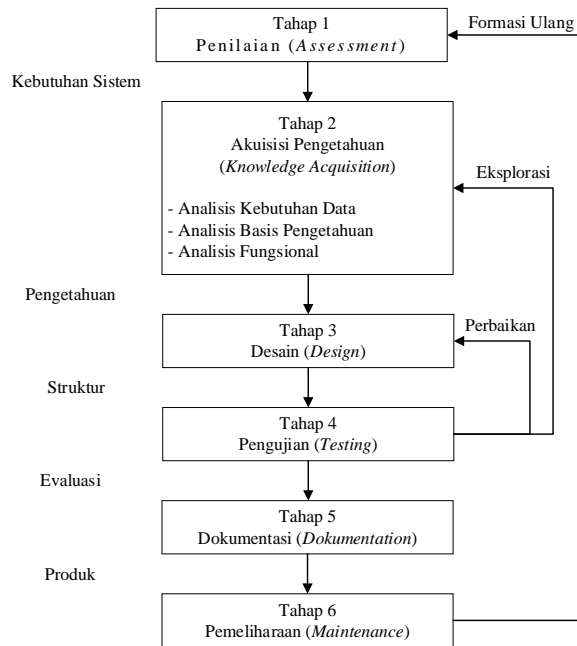 Tahap 1
Penilaian (Assessment)
Formasi Ulang
Kebutuhan Sistem
Tahap 2
Akuisisi Pengetahuan
(Knowledge Acquisition)
- Analisis Kebutuhan Data
- Analisis Basis Pengetahuan
- Analisis Fungsional
Eksplorasi
Pengetahuan
Tahap 3
Desain (Design)
Perbaikan
Struktur
Tahap 4
Pengujian (Testing)
Evaluasi
Tahap 5
Dokumentasi (Dokumentation)
Produk
Tahap 6
Pemeliharaan (Maintenance)